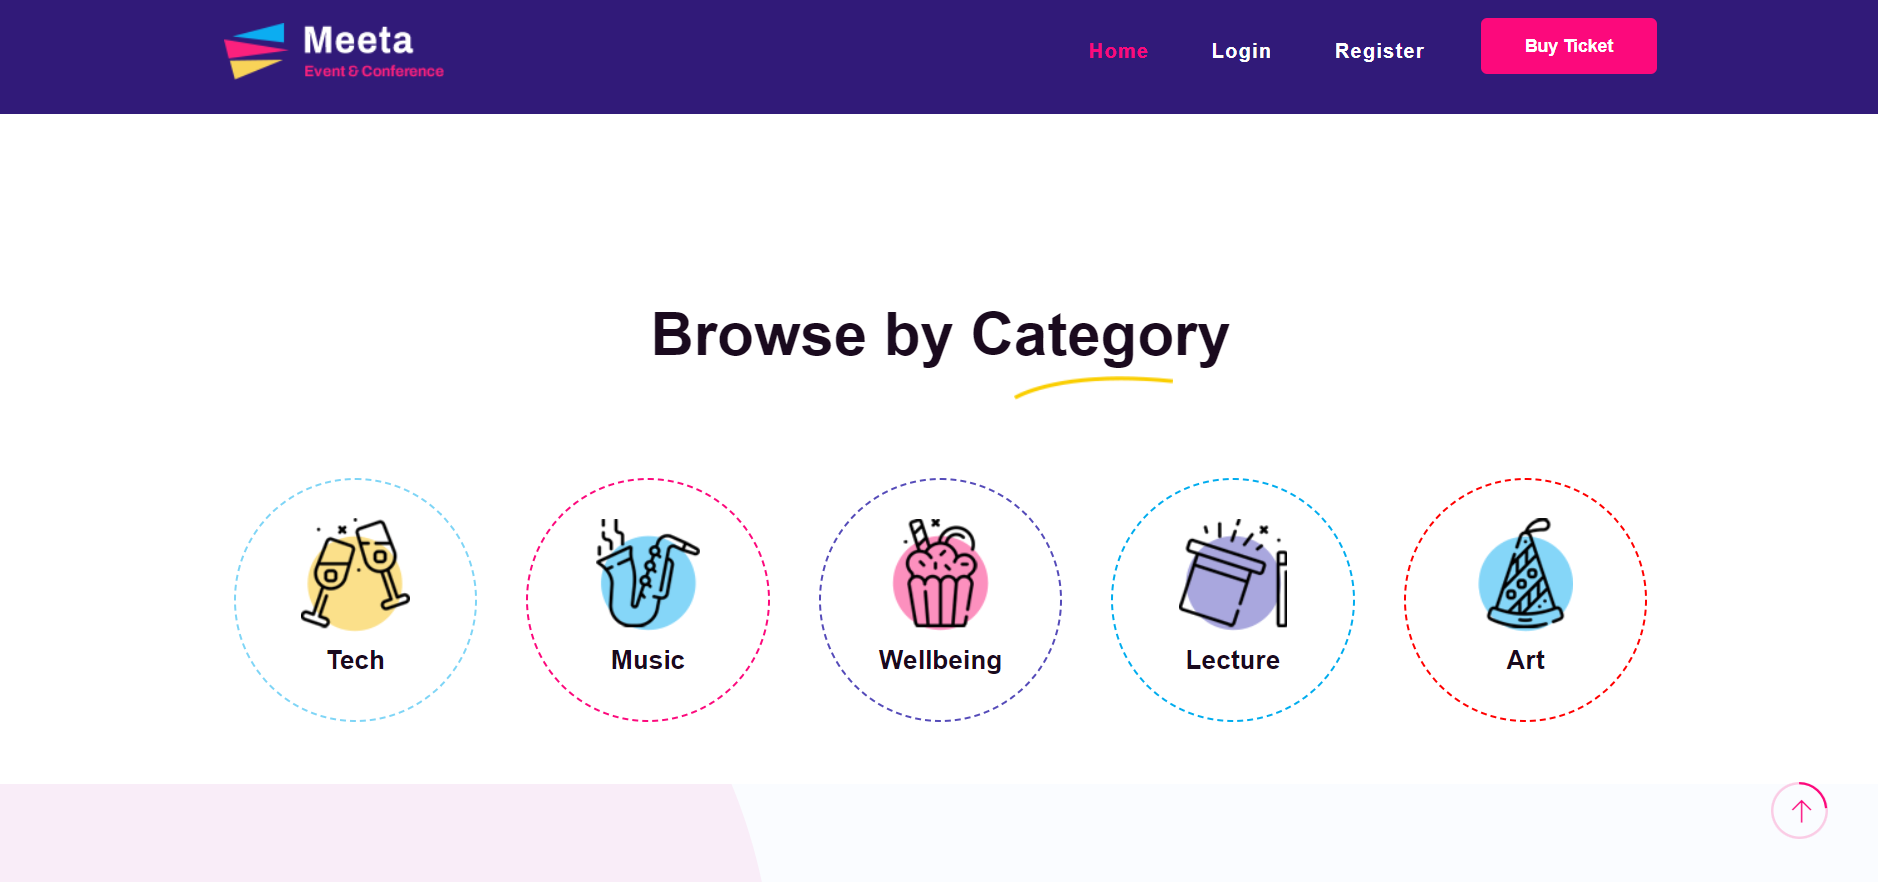 Meeta
Event & Conference
Home
Login
Register
Buy Ticket
Browse by Category
Tech
Music
Wellbeing
Lecture
Art